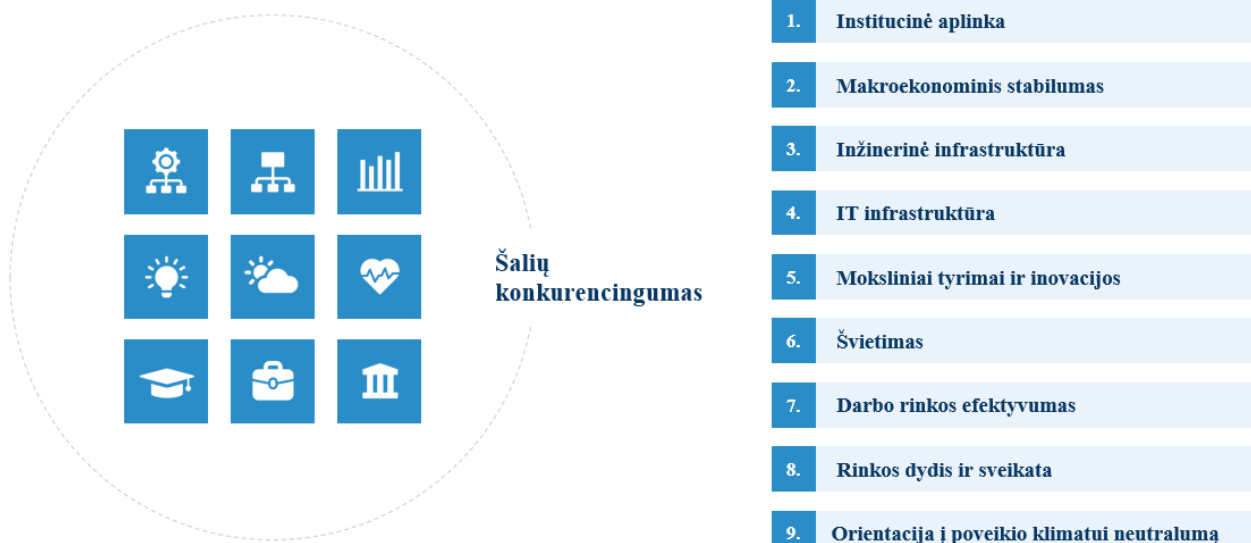 Šalių
konkurencingumas
1. Institucinė aplinka
2. Makroekonominis stabilumas
3. Inžinerinė infrastruktūra
4. IT infrastruktūra
5. Moksliniai tyrimai ir inovacijos
6. Švietimas
7. Darbo rinkos efektyvumas
8. Rinkos dydis ir sveikata
9. Orientacija į poveikio klimatui neutralumą